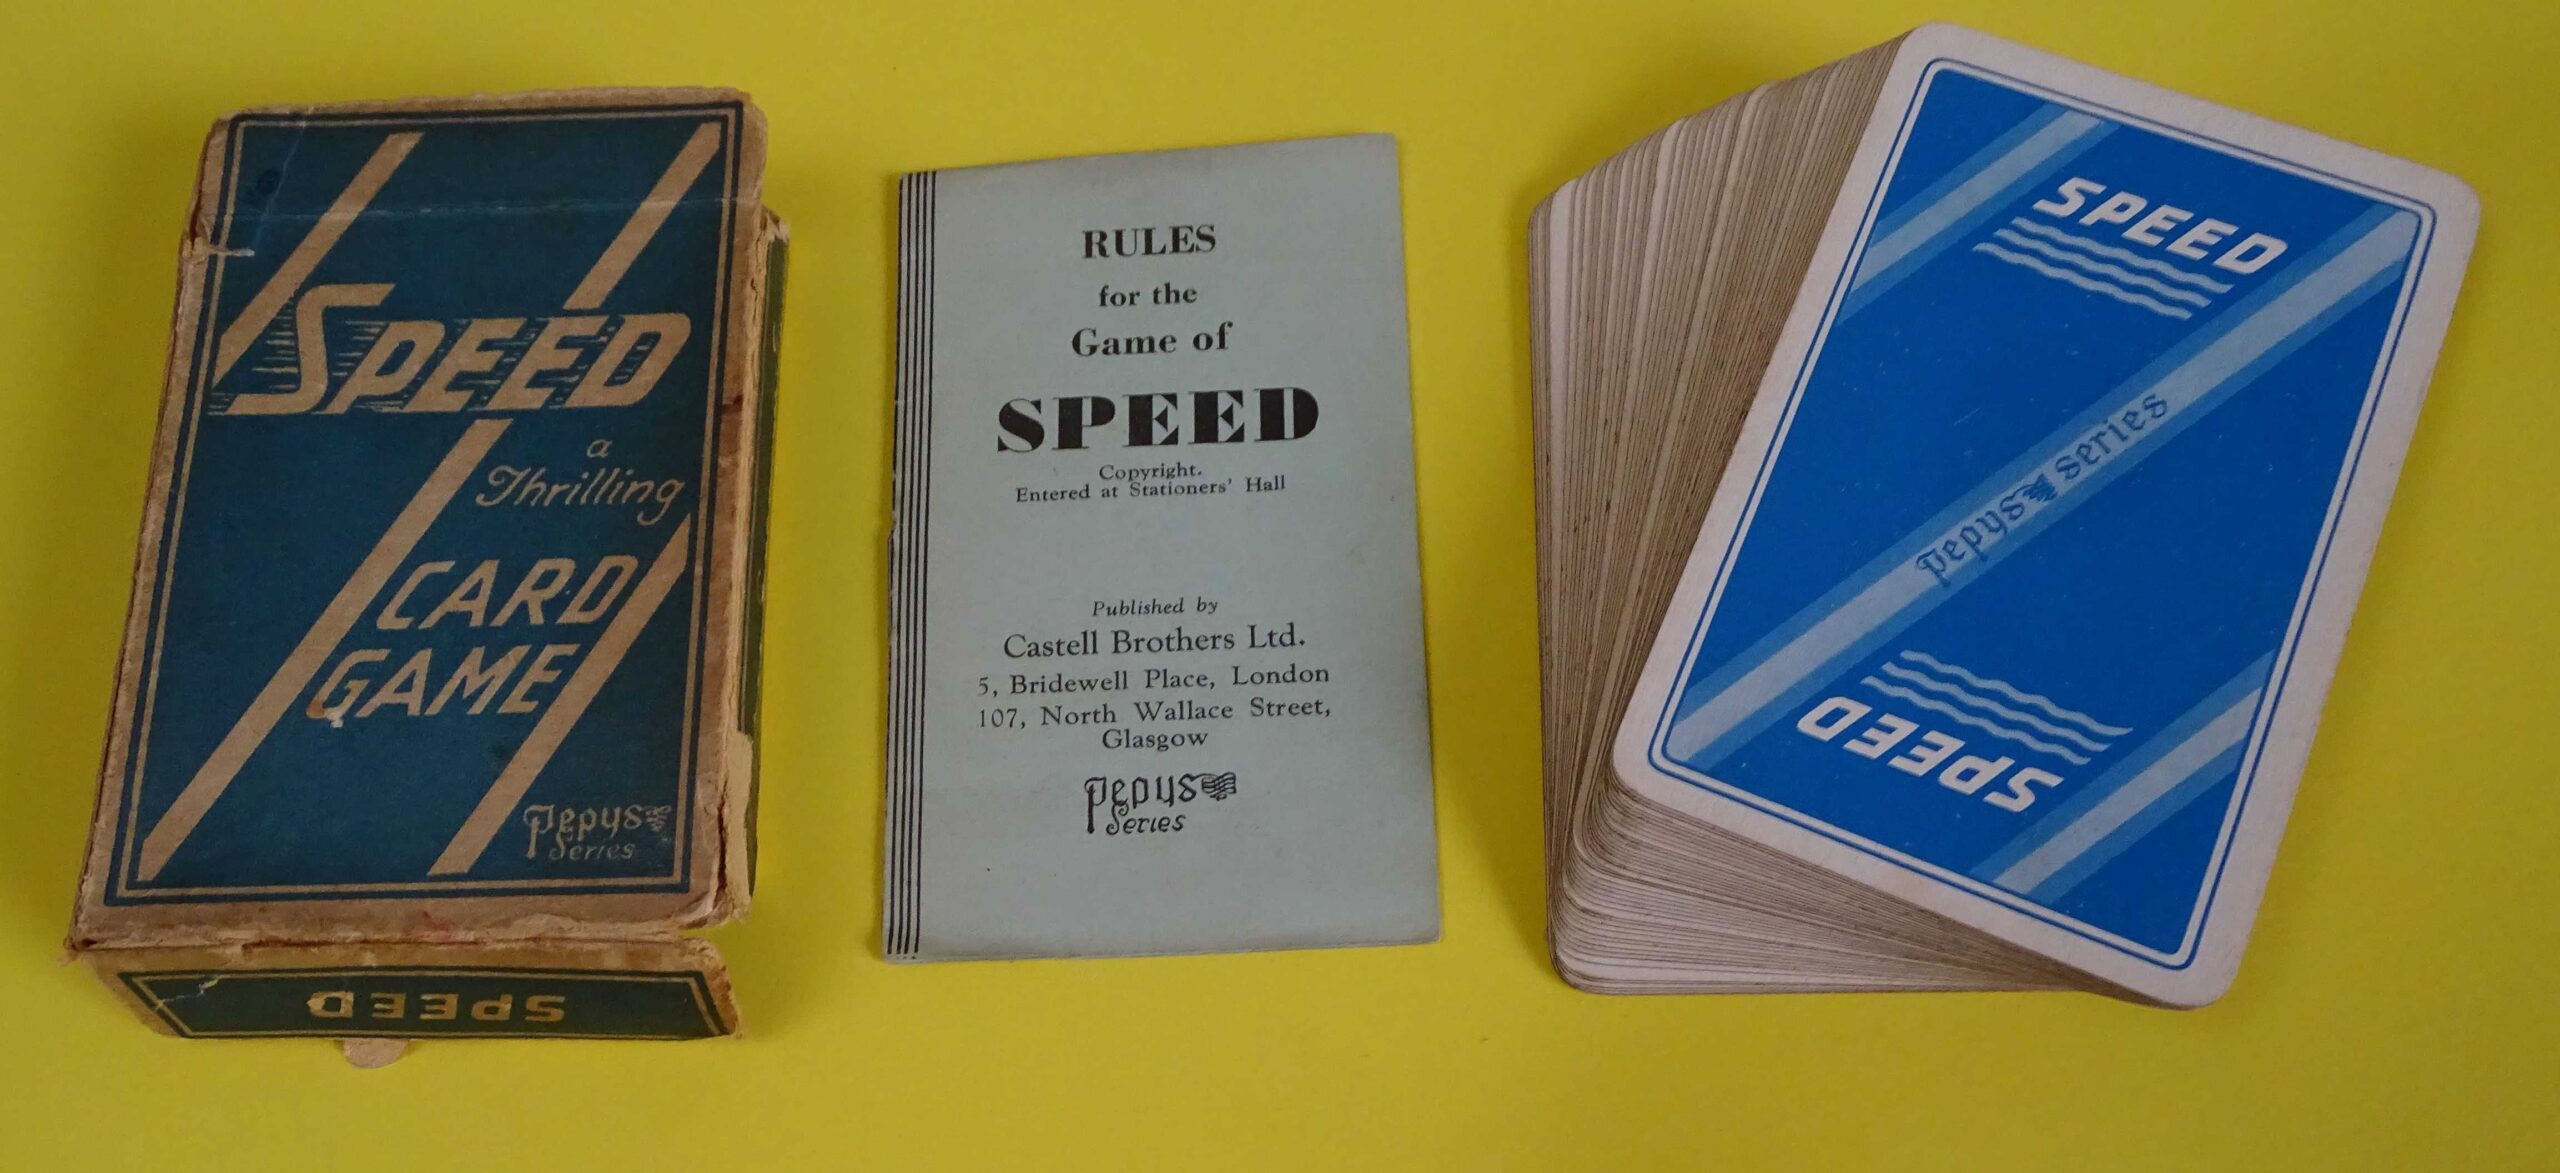 SPEED
a
Thrilling
CARD
GAME
Pepys
Series
SPEED
RULES
for the
Game of
SPEED
Copyright.
Entered at Stationers' Hall
Published by
Castell Brothers Ltd.
5, Bridewell Place, London
107, North Wallace Street,
Glasgow
Pepys
Series
SPEED
Pepys series
SPEED